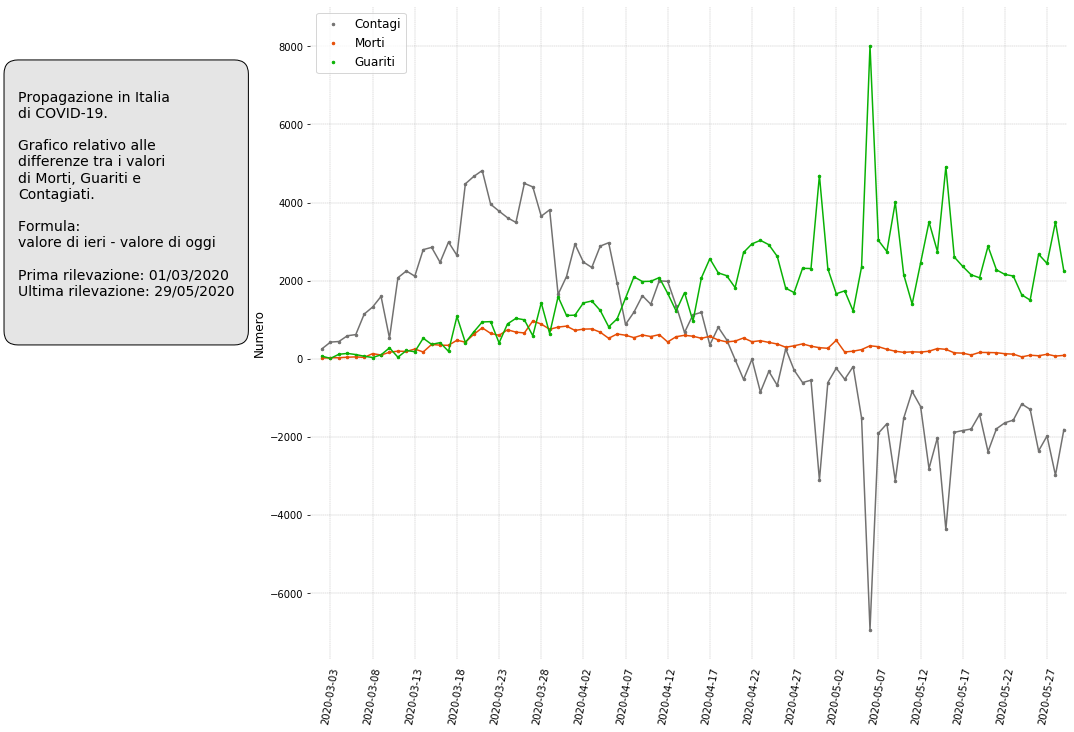 Propagazione in Italia
di COVID-19.
Grafico relativo alle
differenze tra i valori
di Morti, Guariti e
Contagiati.
Formula:
valore di ieri - valore di oggi
Prima rilevazione: 01/03/2020
Ultima rilevazione: 29/05/2020
Contagi
Morti
Guariti
Numero
8000
6000
4000
2000
0
−2000
−4000
−6000
2020-03-03
2020-03-08
2020-03-13
2020-03-18
2020-03-23
2020-03-28
2020-04-02
2020-04-07
2020-04-12
2020-04-17
2020-04-22
2020-04-27
2020-05-02
2020-05-07
2020-05-12
2020-05-17
2020-05-22
2020-05-27